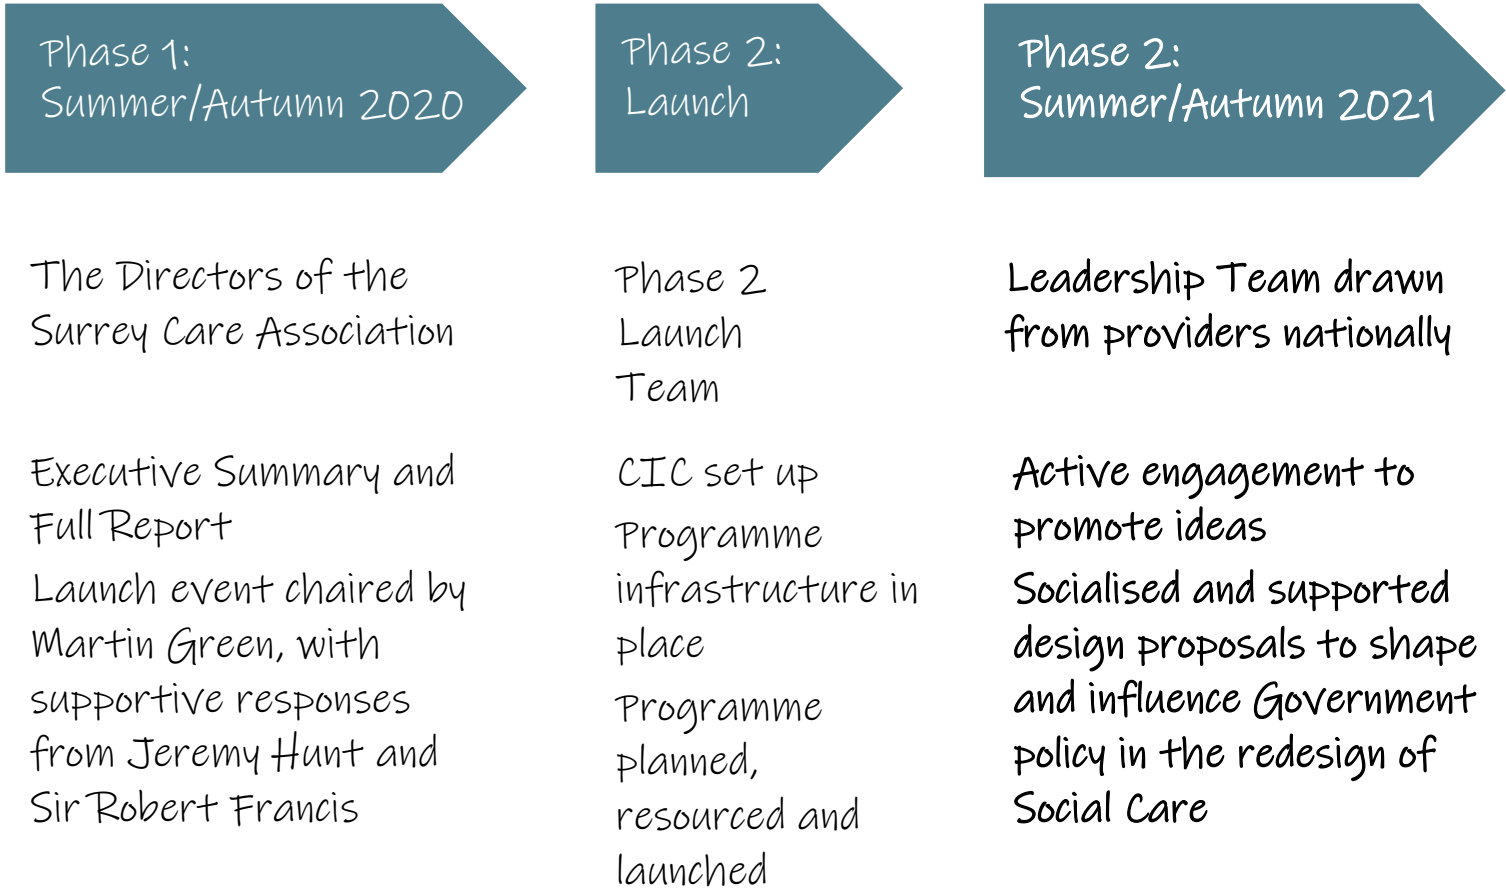 Phase 1:
Summer/Autumn 2020
The Directors of the
Surrey Care Association
Executive Summary and
Full Report
Launch event chaired by
Martin Green, with
supportive responses
from Jeremy Hunt and
Sir Robert Francis
Phase 2:
Launch
Phase 2
Launch
Team
CIC set up
Programme
infrastructure in
place
Programme
planned,
resourced and
launched
Phase 2:
Summer/Autumn 2021
Leadership Team drawn
from providers nationally
Active engagement to
promote ideas
Socialised and supported
design proposals to shape
and influence Government
policy in the redesign of
Social Care